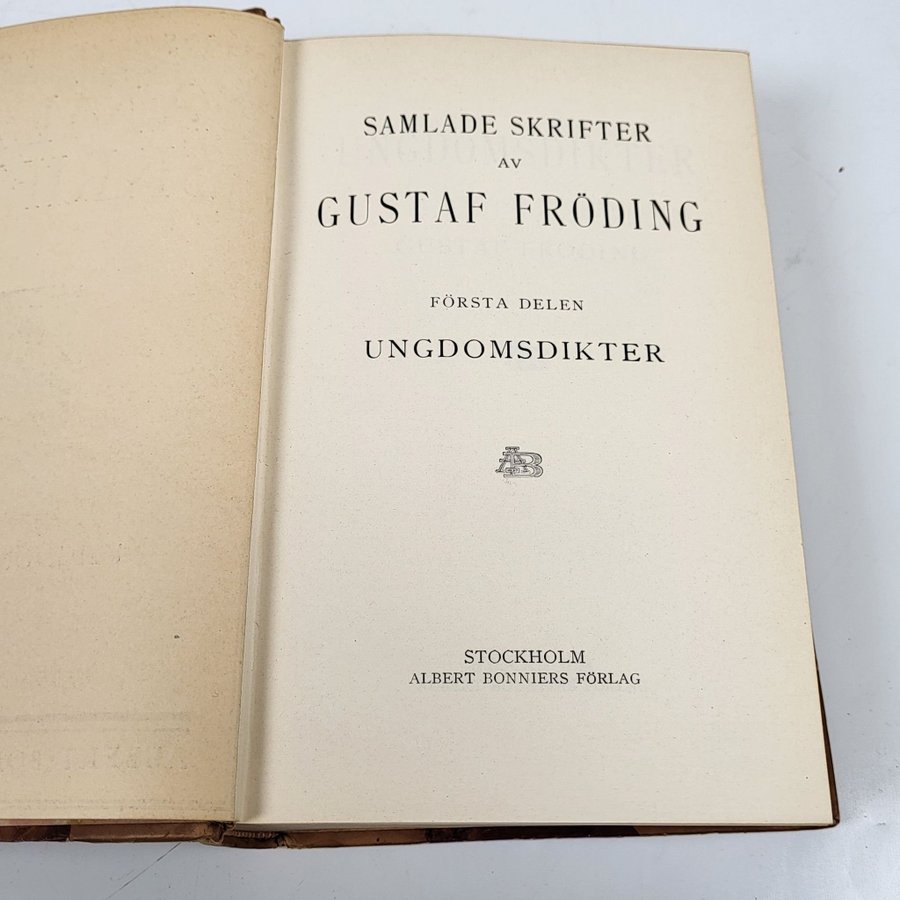 SAMLADE SKRIFTER
AV
GUSTAF FRÖDING
FÖRSTA DELEN
UNGDOMSDIKTER
AB
STOCKHOLM
ALBERT BONNIERS FÖRLAG